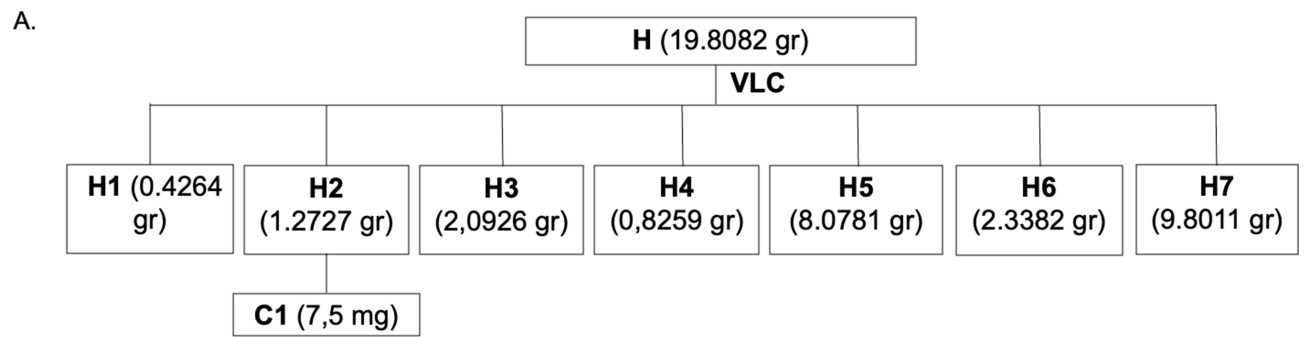 A.
H (19.8082 gr)
VLC
H1 (0.4264
gr)
H2
(1.2727 gr)
H3
(2,0926 gr)
H4
(0,8259 gr)
H5
(8.0781 gr)
H6
(2.3382 gr)
H7
(9.8011 gr)
C1 (7,5 mg)